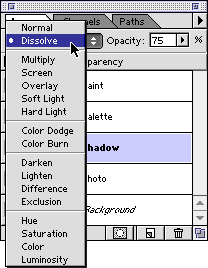 nnels Paths
Normal
Dissolve
Opacity: 75 %
Multiply
Screen
Overlay
Soft Light
Hard Light
Color Dodge
Color Burn
Darken
Lighten
Difference
Exclusion
Hue
Saturation
Color
Luminosity
parency
aint
alette
hadow
hoto
Background